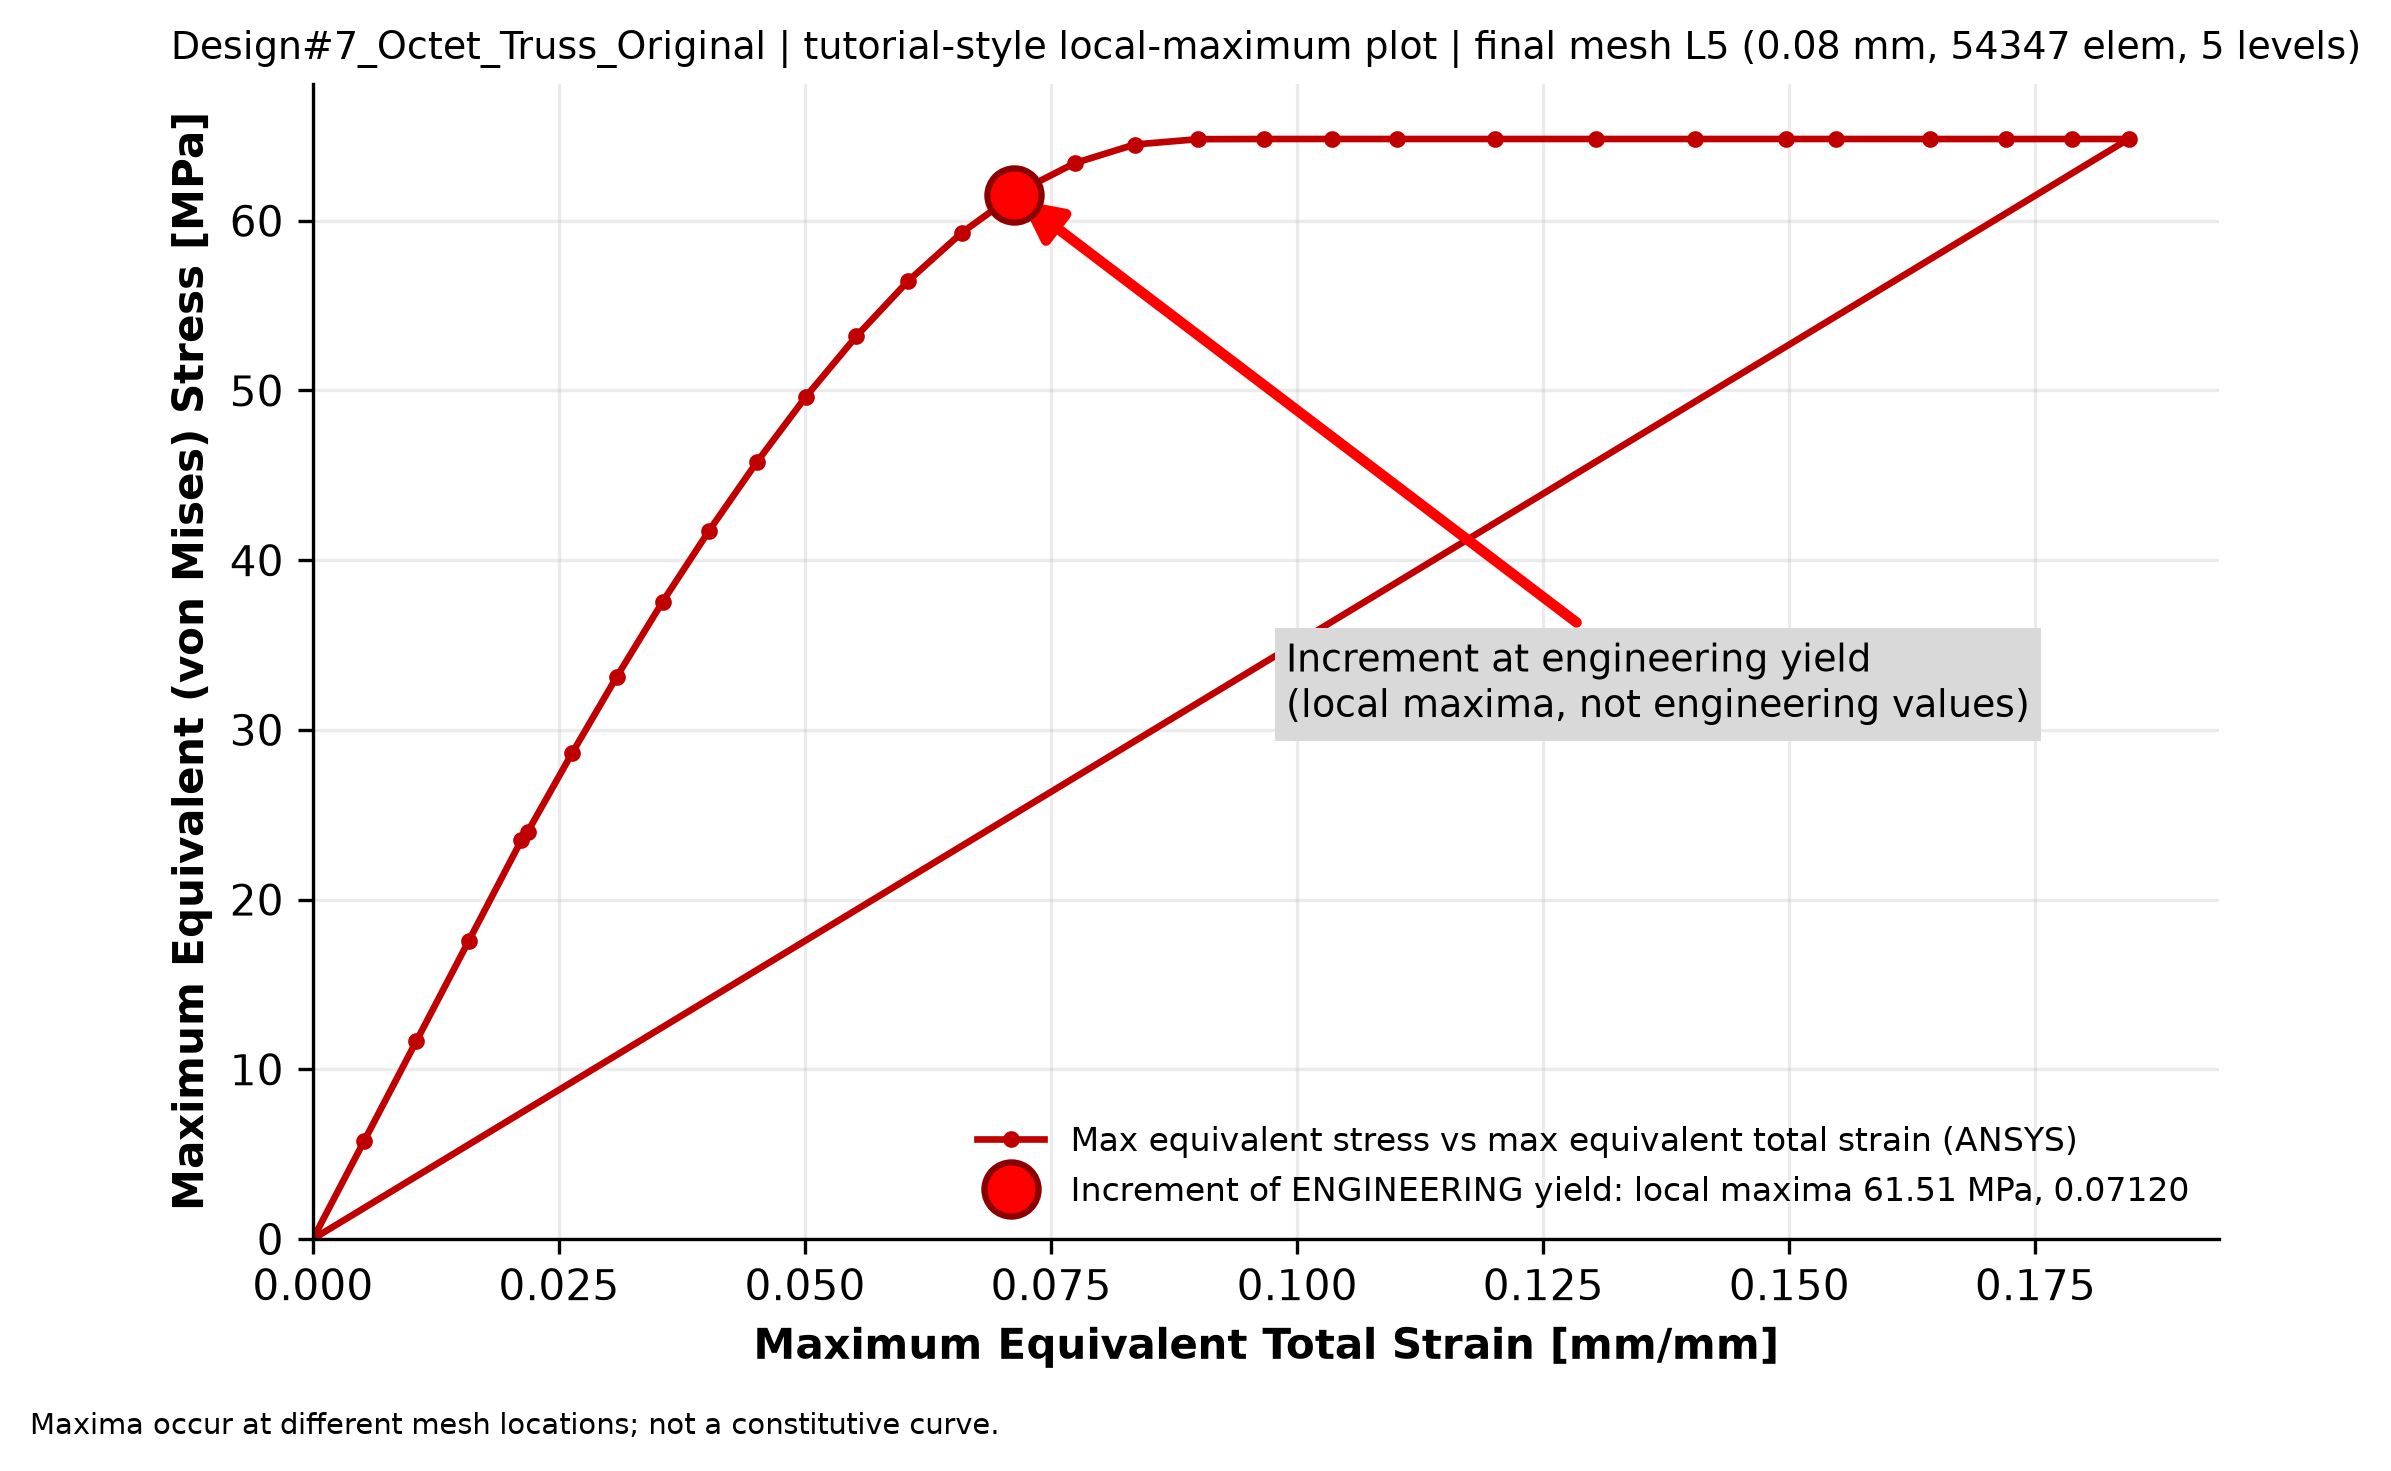 Design#7_Octet_Truss_Original | tutorial-style local-maximum plot | final mesh L5 (0.08 mm, 54347 elem, 5 levels)
Maximum Equivalent (von Mises) Stress [MPa]
60
50
40
30
20
10
0
Increment at engineering yield
(local maxima, not engineering values)
Max equivalent stress vs max equivalent total strain (ANSYS)
Increment of ENGINEERING yield: local maxima 61.51 MPa, 0.07120
0.000 0.025 0.050 0.075 0.100 0.125 0.150 0.175
Maximum Equivalent Total Strain [mm/mm]
Maxima occur at different mesh locations; not a constitutive curve.